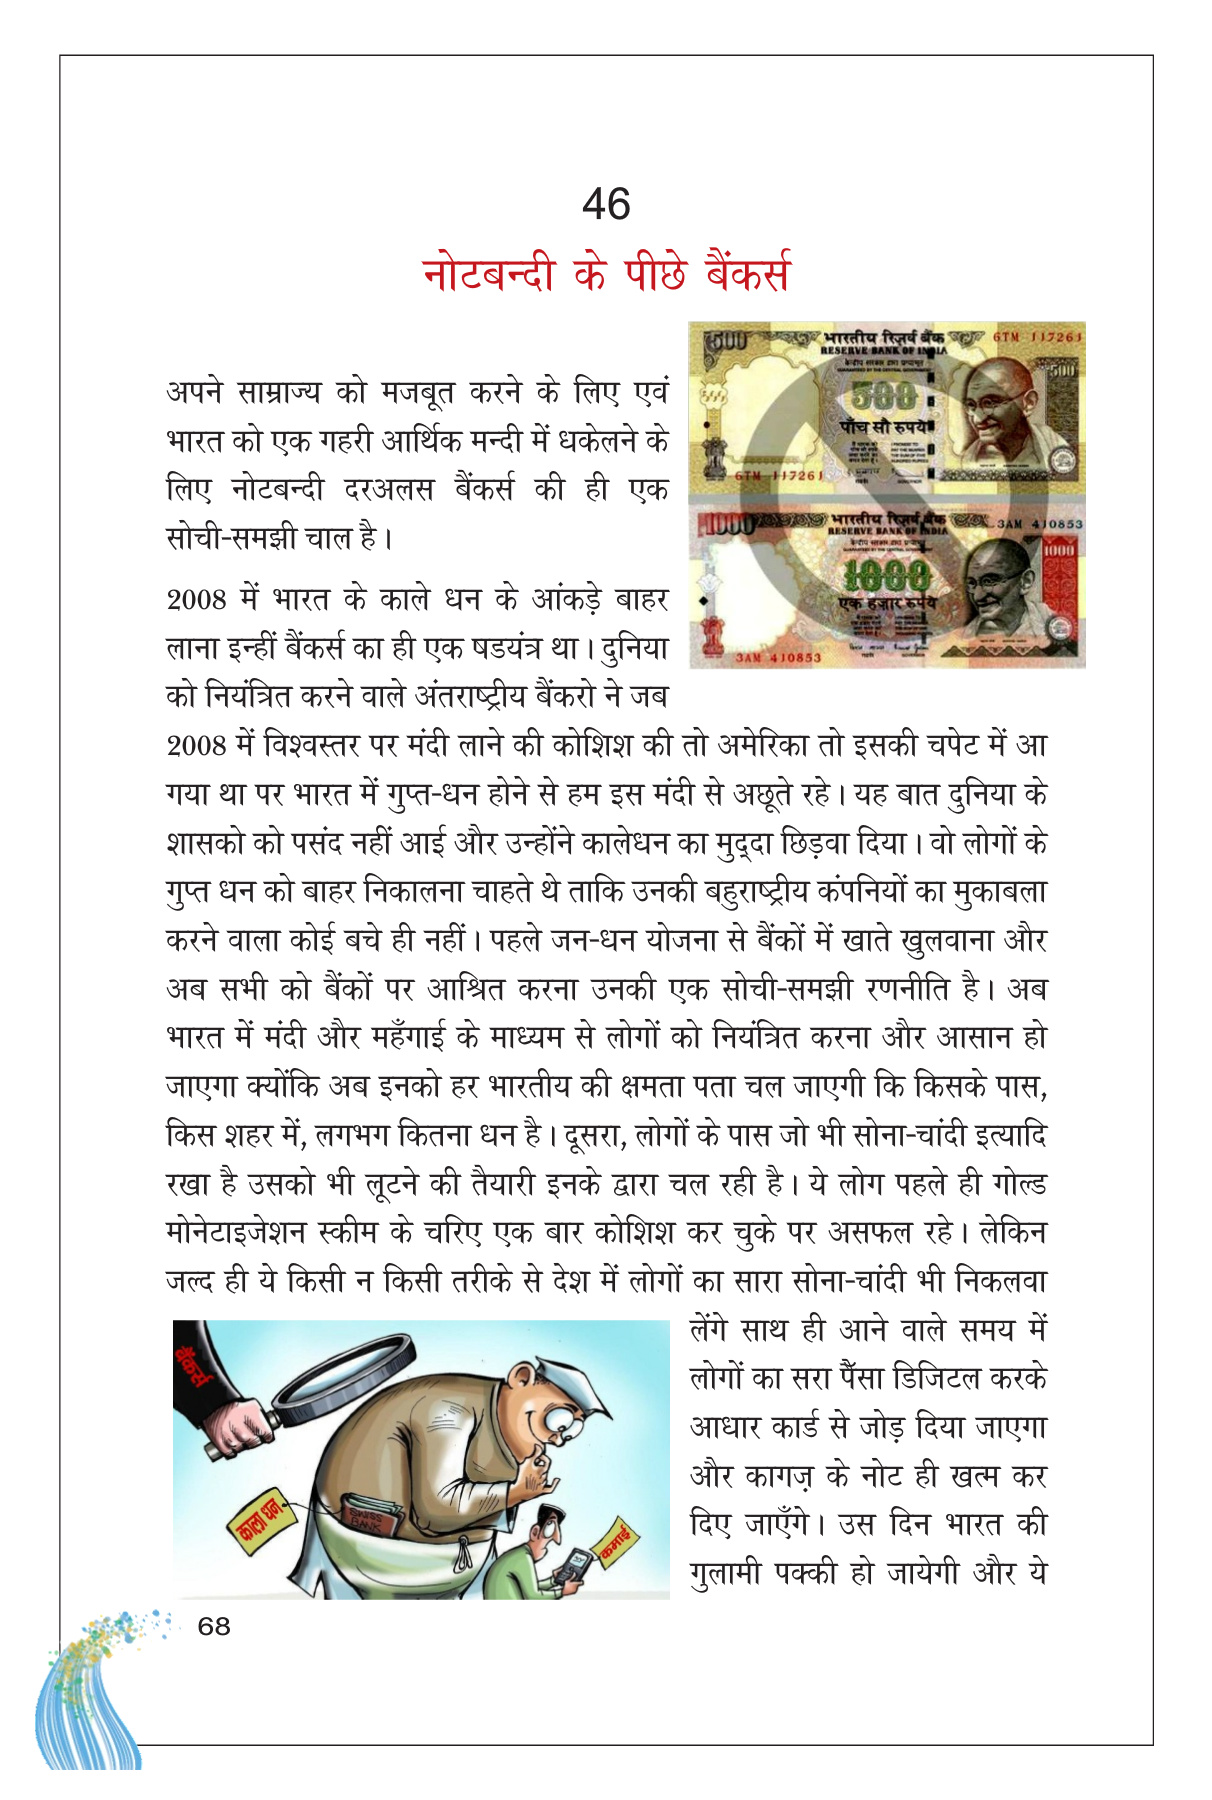 46
नोटबन्दी के पीछे बैंकर्स
अपने साम्राज्य को मजबूत करने के लिए एवं
भारत को एक गहरी आर्थिक मन्दी में धकेलने के
लिए नोटबन्दी दरअलस बैंकर्स की ही एक
सोची-समझी चाल है।
500
भारतीय रिज़र्व बैंक
RESERVE BANK OF INDIA
6TM 117261
500
500
पाँच सौ रुपये
6TM 117261
1000
भारतीय रिज़र्व बैंक
RESERVE BANK OF INDIA
3AM 410853
1000
1000
एक हज़ार रुपये
3AM 410853
2008 में भारत के काले धन के आंकड़े बाहर
लाना इन्हीं बैंकर्स का ही एक षडयंत्र था। दुनिया
को नियंत्रित करने वाले अंतराष्ट्रीय बैंकरो ने जब
2008 में विश्वस्तर पर मंदी लाने की कोशिश की तो अमेरिका तो इसकी चपेट में आ
गया था पर भारत में गुप्त-धन होने से हम इस मंदी से अछूते रहे। यह बात दुनिया के
शासको को पसंद नहीं आई और उन्होंने कालेधन का मुद्दा छिड़वा दिया। वो लोगों के
गुप्त धन को बाहर निकालना चाहते थे ताकि उनकी बहुराष्ट्रीय कंपनियों का मुकाबला
करने वाला कोई बचे ही नहीं। पहले जन-धन योजना से बैंकों में खाते खुलवाना और
अब सभी को बैंकों पर आश्रित करना उनकी एक सोची-समझी रणनीति है। अब
भारत में मंदी और महँगाई के माध्यम से लोगों को नियंत्रित करना और आसान हो
जाएगा क्योंकि अब इनको हर भारतीय की क्षमता पता चल जाएगी कि किसके पास,
किस शहर में, लगभग कितना धन है। दूसरा, लोगों के पास जो भी सोना-चांदी इत्यादि
रखा है उसको भी लूटने की तैयारी इनके द्वारा चल रही है। ये लोग पहले ही गोल्ड
मोनेटाइजेशन स्कीम के चरिए एक बार कोशिश कर चुके पर असफल रहे। लेकिन
जल्द ही ये किसी न किसी तरीके से देश में लोगों का सारा सोना-चांदी भी निकलवा
लेंगे साथ ही आने वाले समय में
लोगों का सरा पैंसा डिजिटल करके
आधार कार्ड से जोड़ दिया जाएगा
और कागज़ के नोट ही खत्म कर
दिए जाएँगे। उस दिन भारत की
गुलामी पक्की हो जायेगी और ये
बैंकर्स
काला धन
SWISS
BANK
कमाई
68